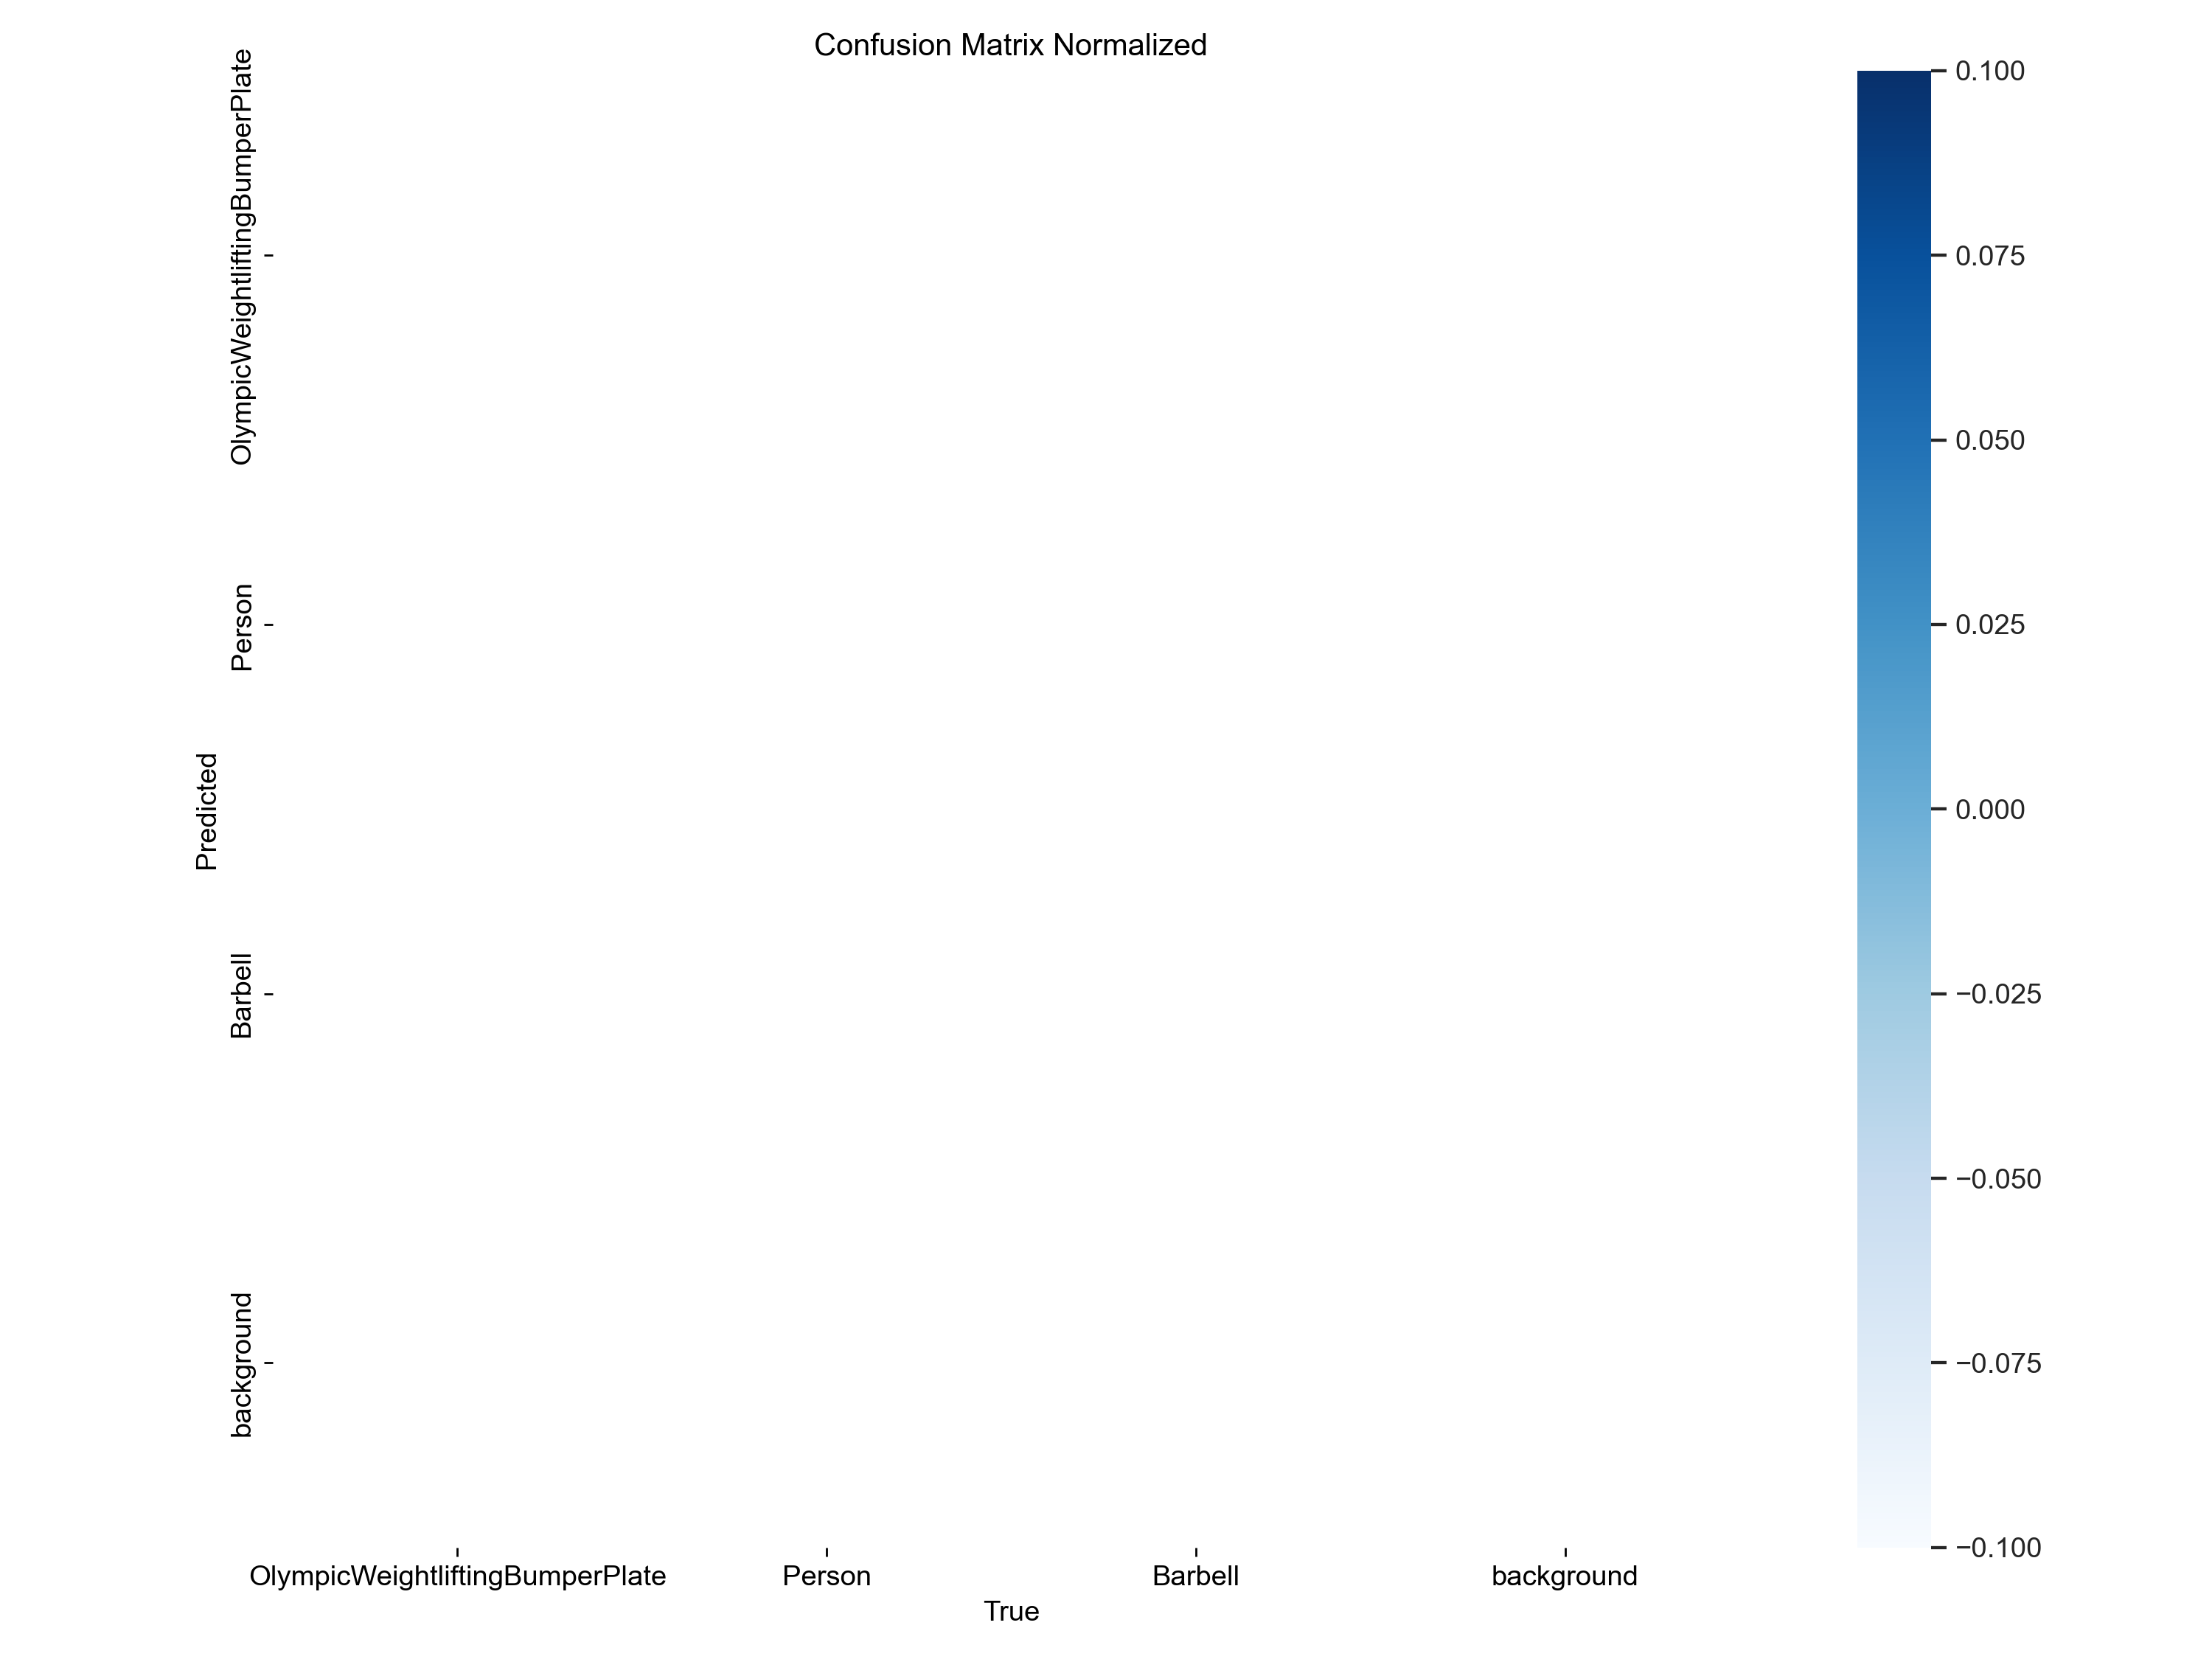 Confusion Matrix Normalized
OlympicWeightliftingBumperPlate
Person
Barbell
background
Predicted
OlympicWeightliftingBumperPlate
Person
Barbell
background
True
0.100
0.075
0.050
0.025
0.000
−0.025
−0.050
−0.075
−0.100